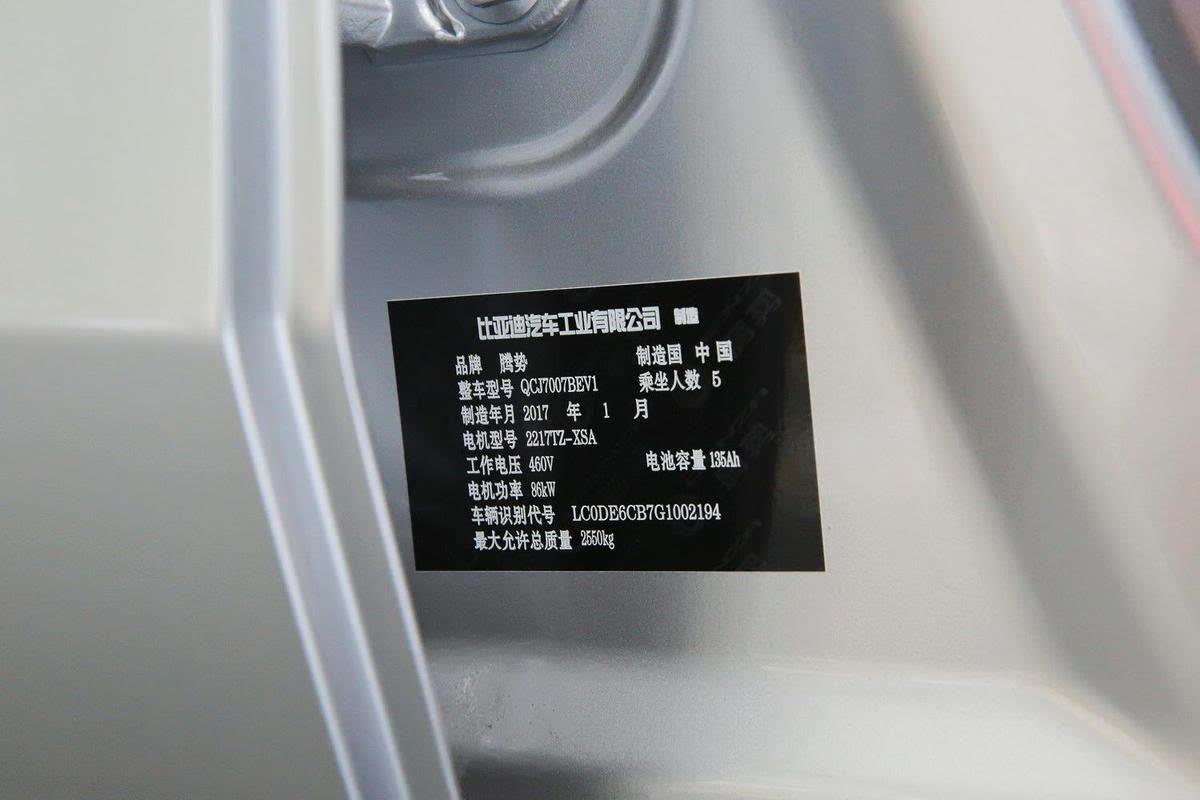 比亚迪汽车工业有限公司 制造
品牌 腾势 制造国 中国
整车型号 QCJ7007BEV1 乘坐人数 5
制造年月 2017 年 1 月
电机型号 2217TZ-XSA
工作电压 460V 电池容量 135Ah
电机功率 86kW
车辆识别代号 LC0DE6CB7G1002194
最大允许总质量 2550kg